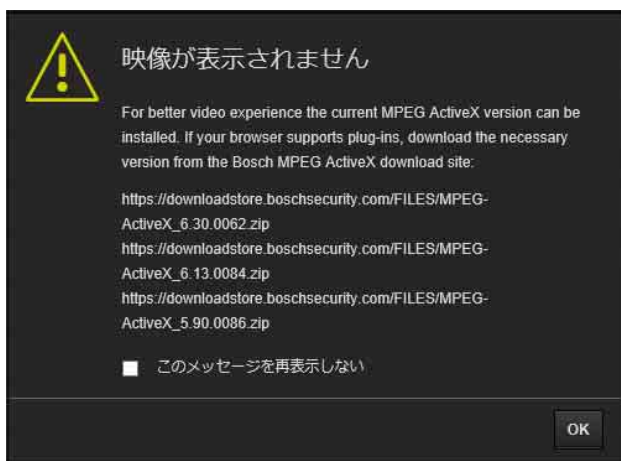 映像が表示されません
For better video experience the current MPEG ActiveX version can be
installed. If your browser supports plug-ins, download the necessary
version from the Bosch MPEG ActiveX download site:
https://downloadstore.boschsecurity.com/FILES/MPEG-
ActiveX_6.30.0062.zip
https://downloadstore.boschsecurity.com/FILES/MPEG-
ActiveX_6.13.0084.zip
https://downloadstore.boschsecurity.com/FILES/MPEG-
ActiveX_5.90.0086.zip
このメッセージを再表示しない
OK